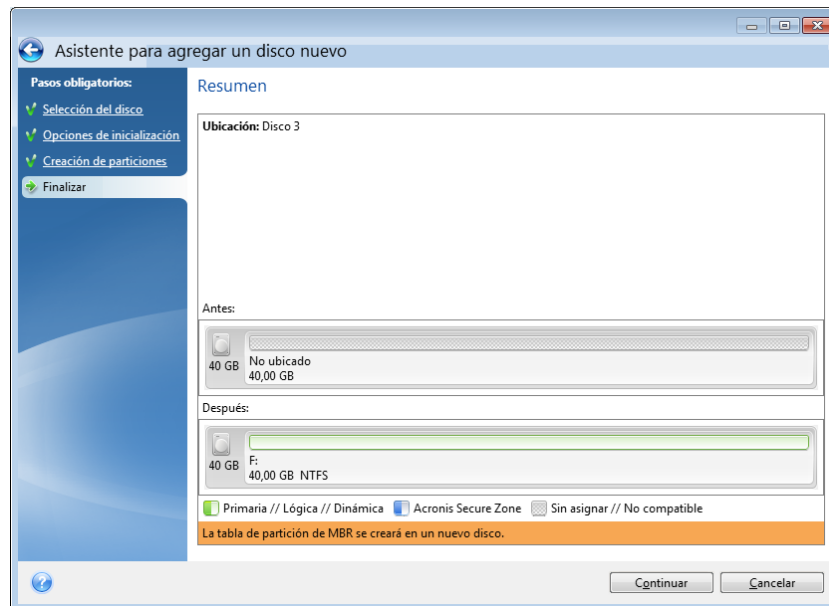 Asistente para agregar un disco nuevo
Pasos obligatorios:
Selección del disco
Opciones de inicialización
Creación de particiones
Finalizar
Resumen
Ubicación: Disco 3
Antes:
40 GB
No ubicado
40,00 GB
Después:
40 GB
F:
40,00 GB NTFS
Primaria // Lógica // Dinámica Acronis Secure Zone Sin asignar // No compatible
La tabla de partición de MBR se creará en un nuevo disco.
Continuar Cancelar